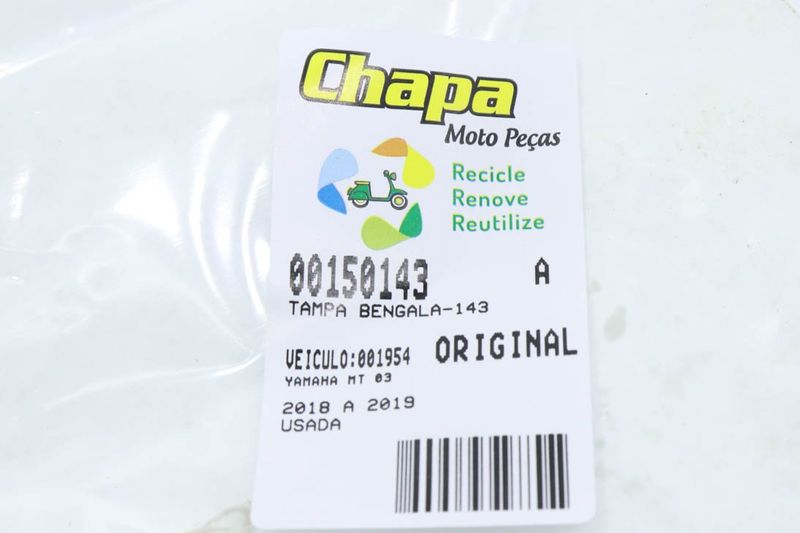 Chapa
Moto Peças
Recicle
Renove
Reutilize
00150143 A
TAMPA BENGALA-143
VEICULO:001954 ORIGINAL
YAMAHA MT 03
2018 A 2019
USADA